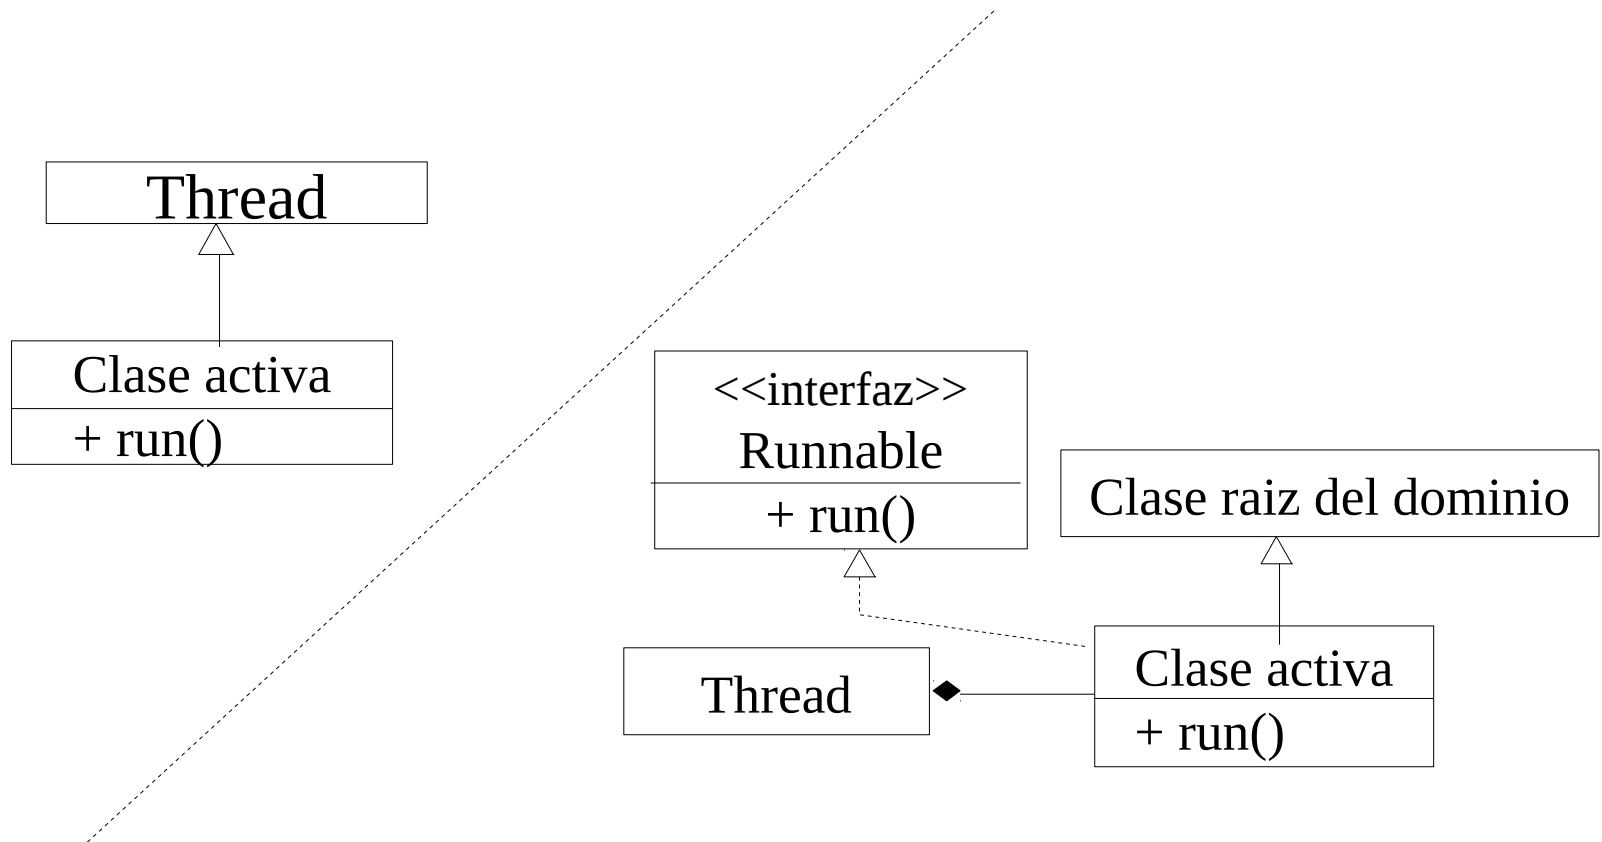 Thread
Clase activa
+ run()
<<interfaz>>
Runnable
+ run()
Clase raiz del dominio
Thread
Clase activa
+ run()